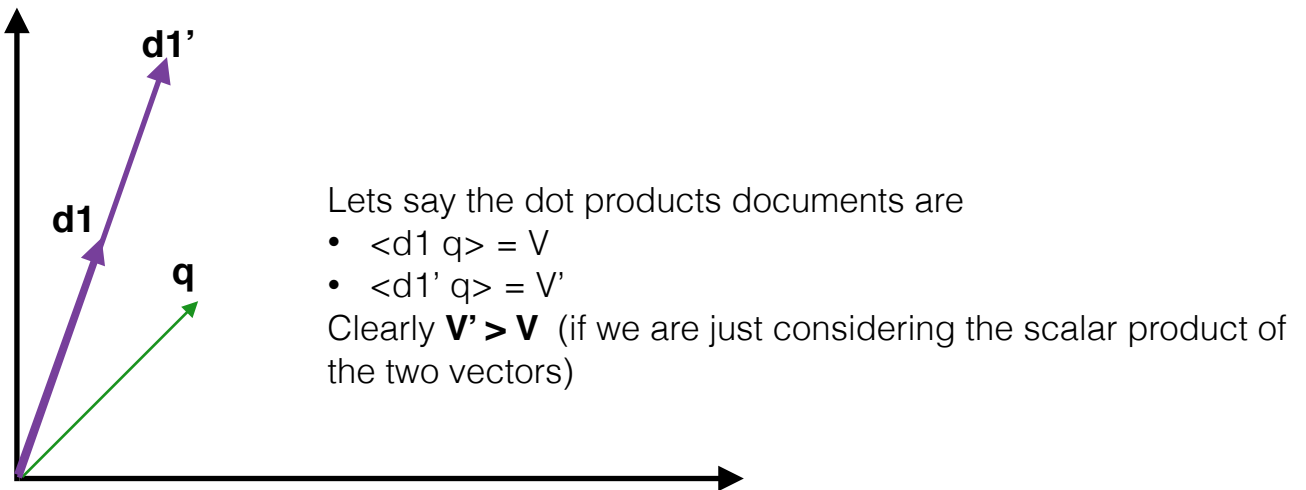 d1’
d1
q
Lets say the dot products documents are
• <d1 q> = V
• <d1’ q> = V’
Clearly V’ > V (if we are just considering the scalar product of
the two vectors)